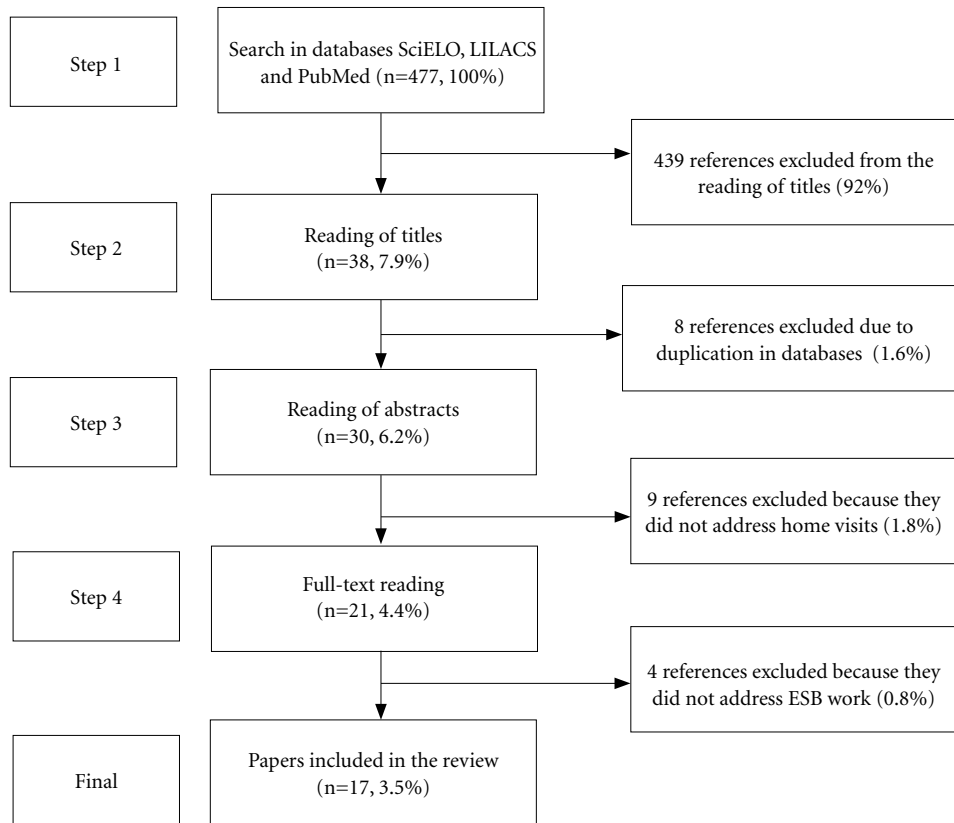 Step 1
Search in databases SciELO, LILACS
and PubMed (n=477, 100%)
439 references excluded from the
reading of titles (92%)
Step 2
Reading of titles
(n=38, 7.9%)
8 references excluded due to
duplication in databases (1.6%)
Step 3
Reading of abstracts
(n=30, 6.2%)
9 references excluded because they
did not address home visits (1.8%)
Step 4
Full-text reading
(n=21, 4.4%)
4 references excluded because they
did not address ESB work (0.8%)
Final
Papers included in the review
(n=17, 3.5%)